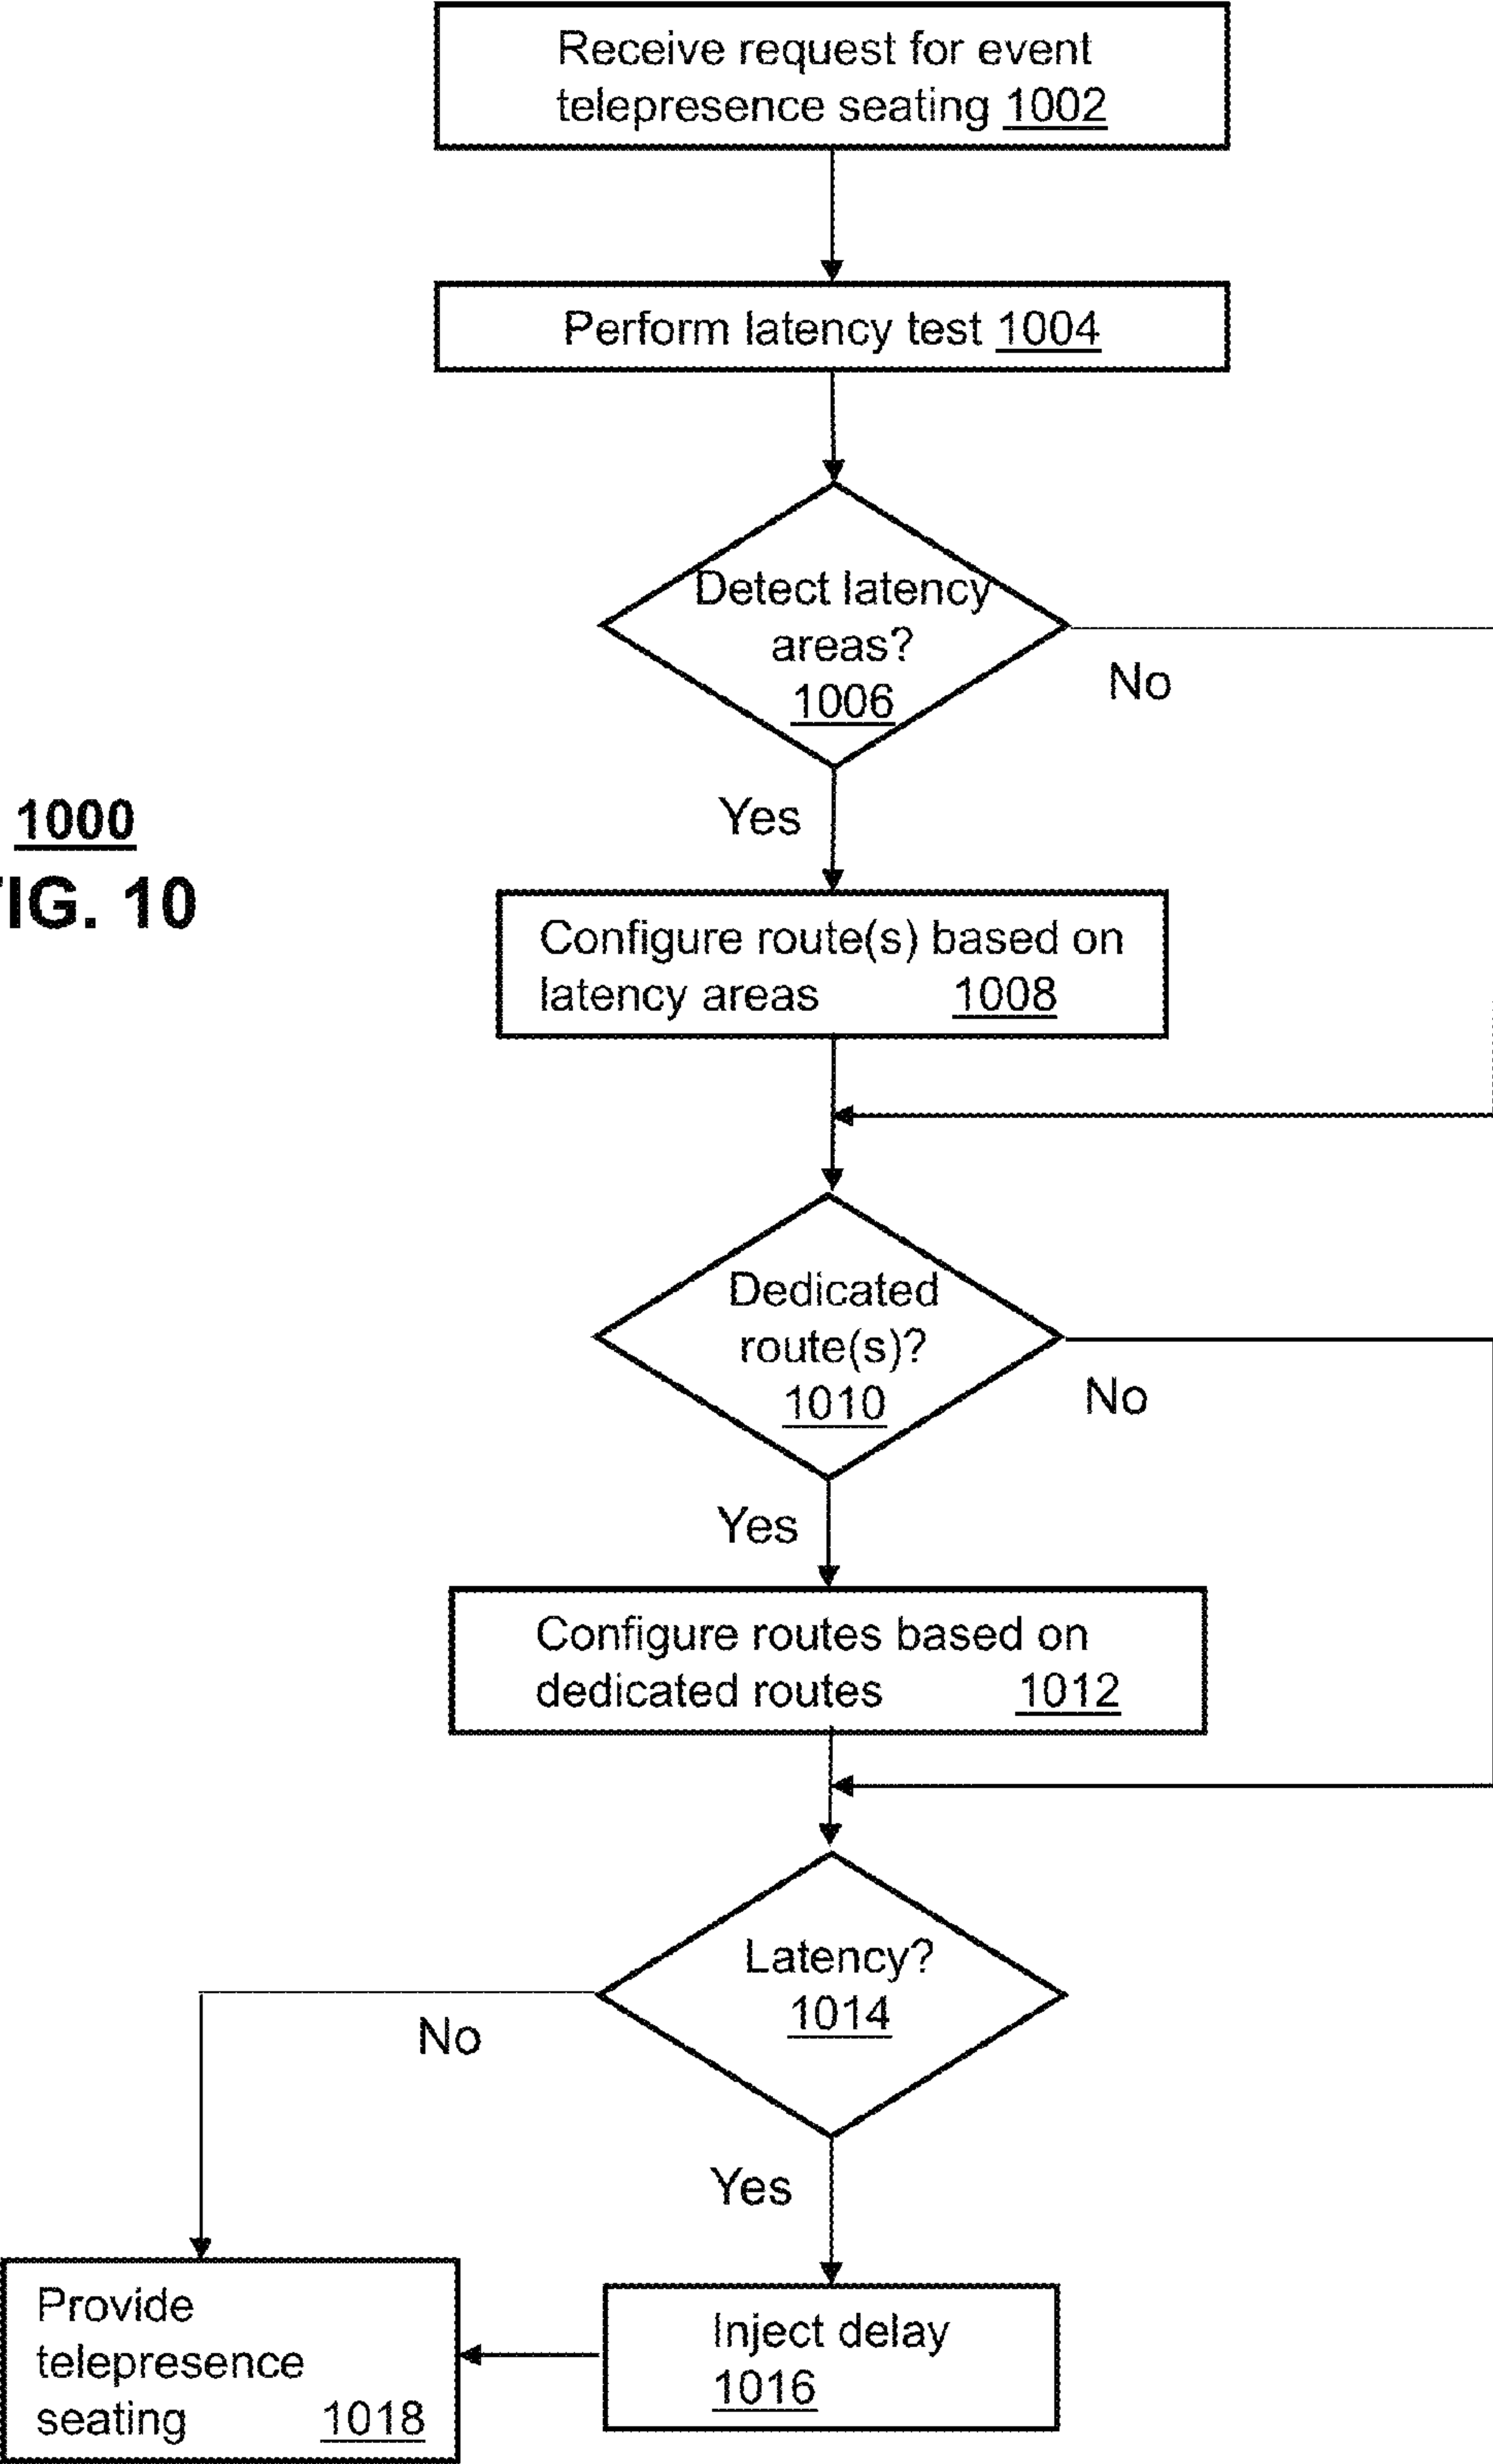 Receive request for event
telepresence seating 1002
Perform latency test 1004
Detect latency
areas?
1006
No
Yes
1000
FIG. 10
Configure route(s) based on
latency areas 1008
Dedicated
route(s)?
1010
No
Yes
Configure routes based on
dedicated routes 1012
Latency?
1014
No
Yes
Provide
telepresence
seating 1018
Inject delay
1016